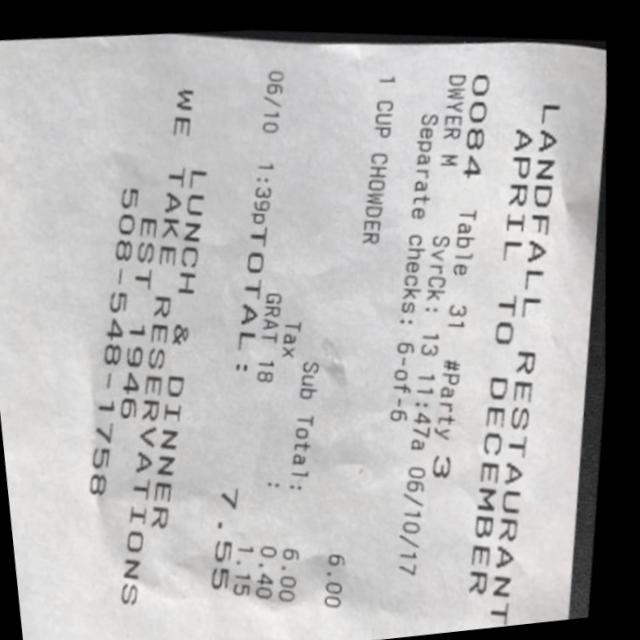 LANDFALL RESTAURANT
APRIL TO DECEMBER
0084 Table 31 #Party 3
DWYER M SvrCk: 13 11:47a 06/10/17
Separate checks: 6-of-6
1 CUP CHOWDER 6.00
Sub Total: 6.00
Tax : 0.40
GRAT 18 1.15
06/10 1:39pTOTAL: 7.55
LUNCH & DINNER
WE TAKE RESERVATIONS
EST 1946
508-548-1758